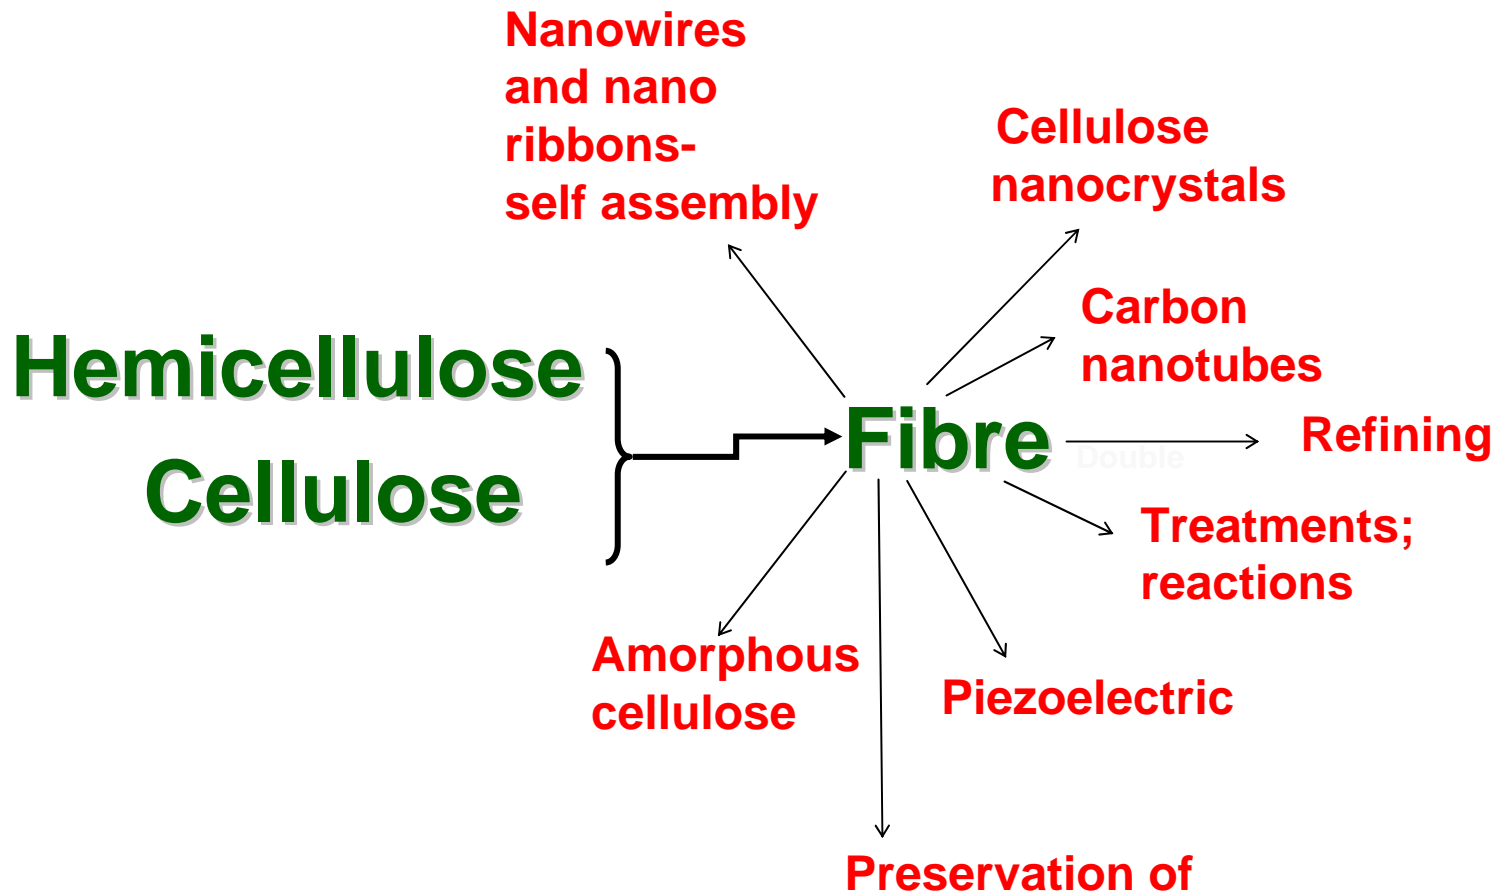 Nanowires
and nano
ribbons-
self assembly
Cellulose
nanocrystals
Carbon
nanotubes
Hemicellulose
Cellulose
Fibre
Double
Refining
Treatments;
reactions
Amorphous
cellulose
Piezoelectric
Preservation of